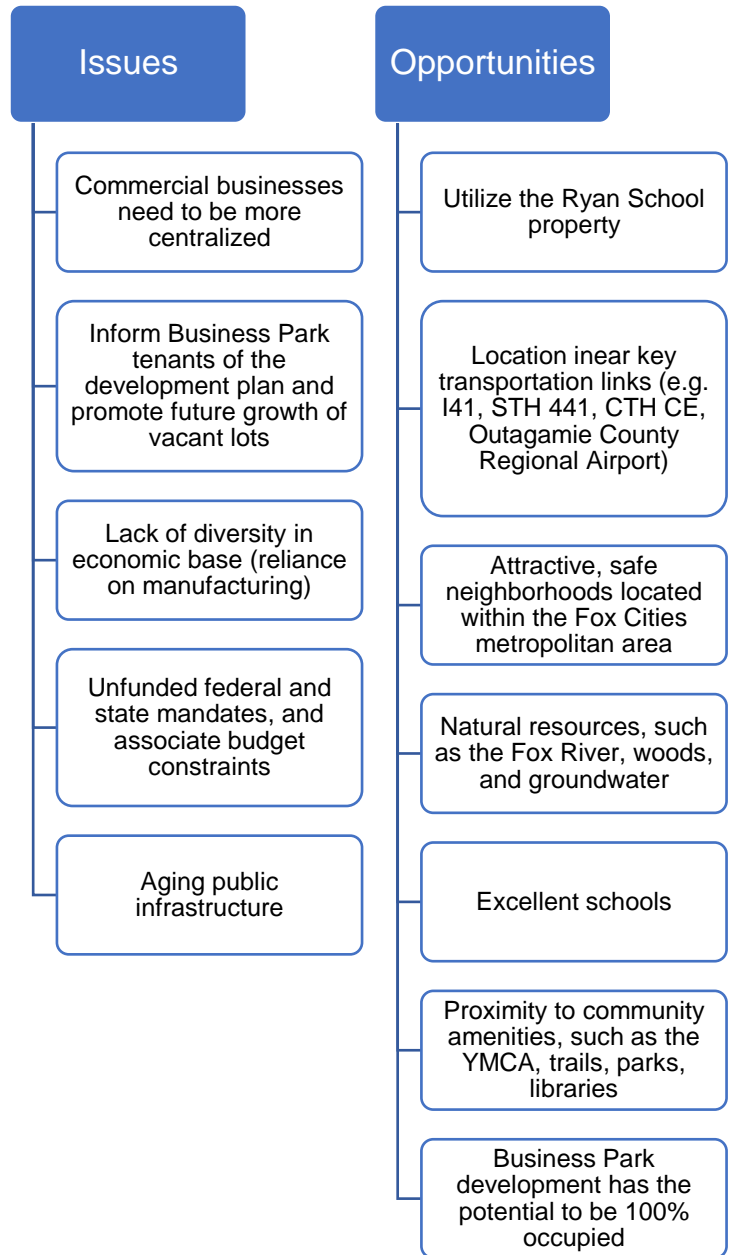 Issues
Commercial businesses
need to be more
centralized
Inform Business Park
tenants of the
development plan and
promote future growth of
vacant lots
Lack of diversity in
economic base (reliance
on manufacturing)
Unfunded federal and
state mandates, and
associate budget
constraints
Aging public
infrastructure
Opportunities
Utilize the Ryan School
property
Location inear key
transportation links (e.g.
I41, STH 441, CTH CE,
Outagamie County
Regional Airport)
Attractive, safe
neighborhoods located
within the Fox Cities
metropolitan area
Natural resources, such
as the Fox River, woods,
and groundwater
Excellent schools
Proximity to community
amenities, such as the
YMCA, trails, parks,
libraries
Business Park
development has the
potential to be 100%
occupied